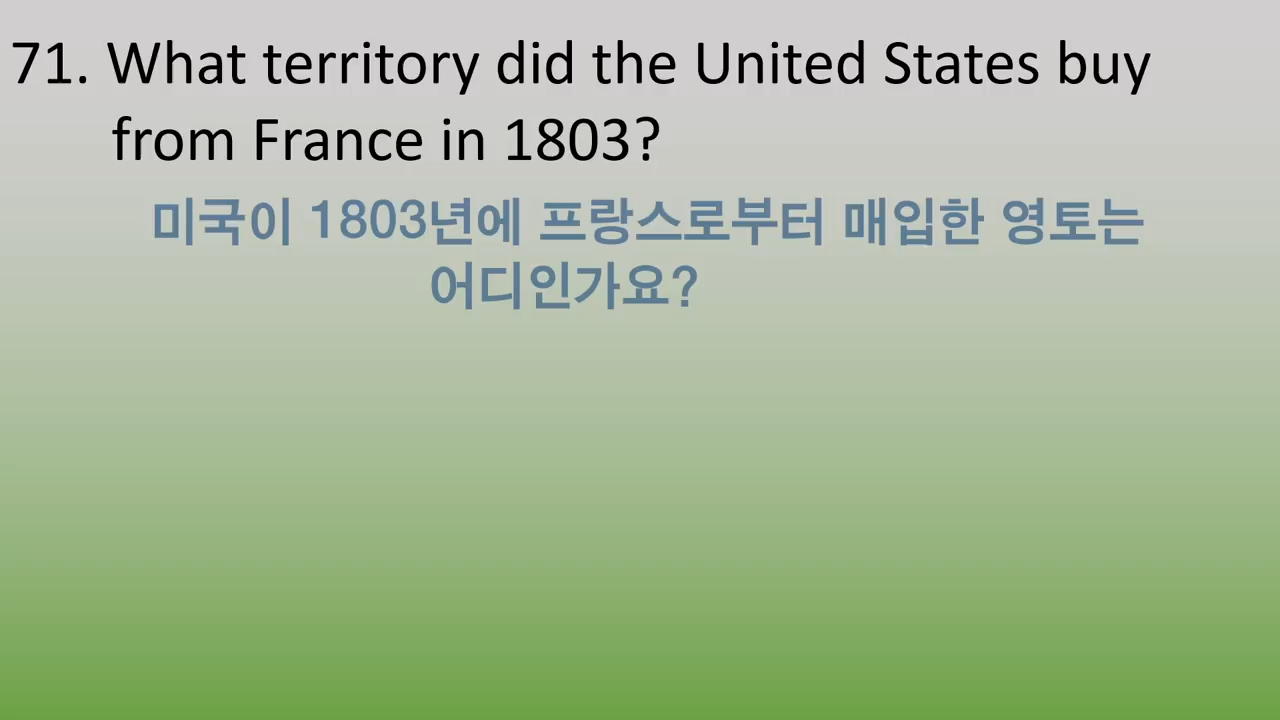 71. What territory did the United States buy
from France in 1803?
미국이 1803년에 프랑스로부터 매입한 영토는
어디인가요?